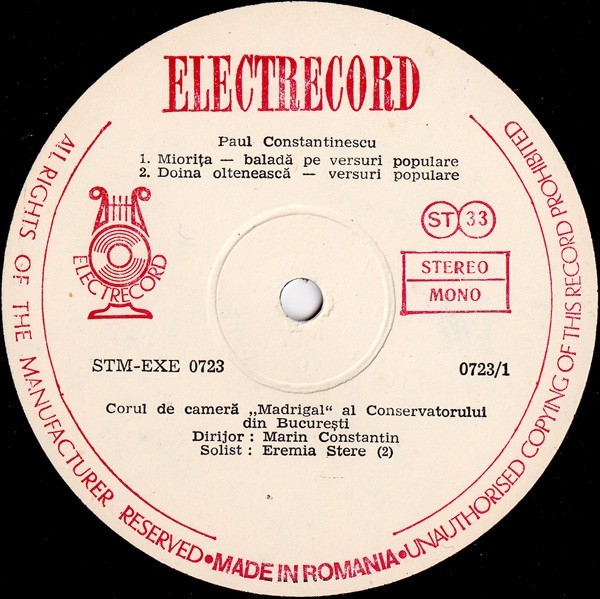 ELECTRECORD
Paul Constantinescu
1. Miorița — baladă pe versuri populare
2. Doina oltenească — versuri populare
ELECTRECORD
ST 33
STEREO
MONO
STM-EXE 0723
0723/1
Corul de cameră „Madrigal“ al Conservatorului
din București
Dirijor : Marin Constantin
Solist : Eremia Stere (2)
ALL RIGHTS OF THE MANUFACTURER RESERVED • MADE IN ROMANIA • UNAUTHORISED COPYING OF THIS RECORD PROHIBITED